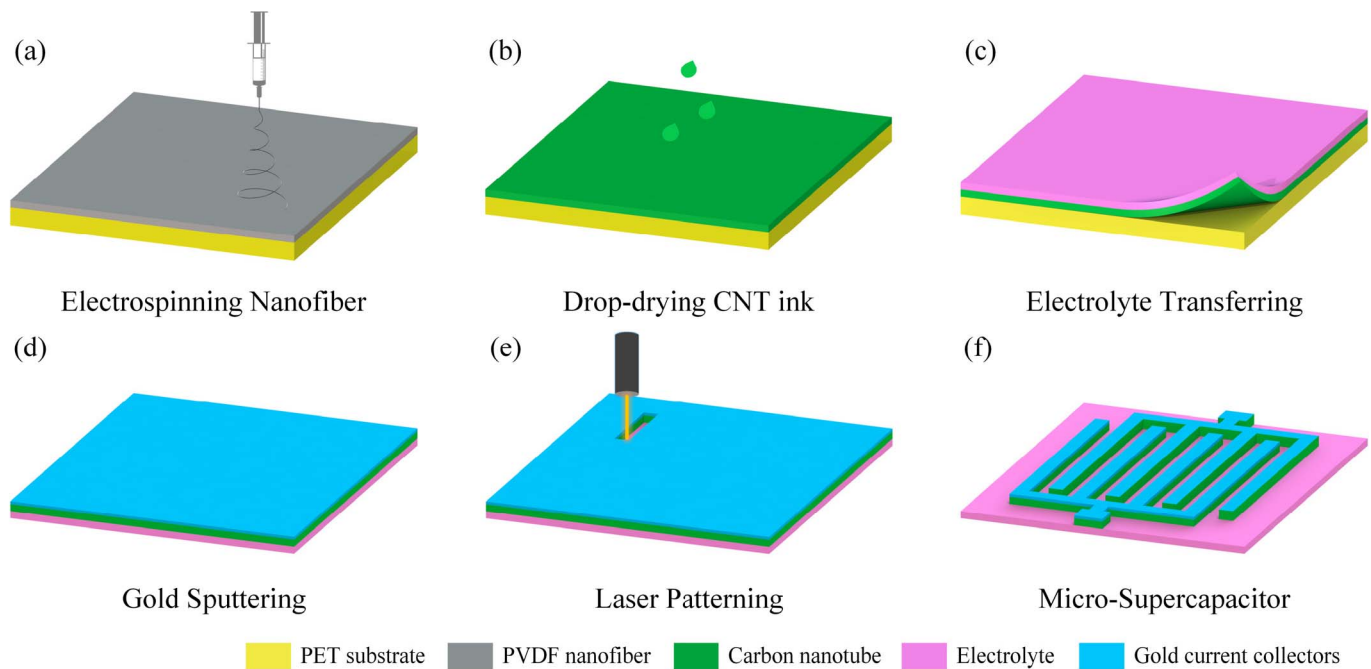 (a)
(b)
(c)
Electrospinning Nanofiber
Drop-drying CNT ink
Electrolyte Transferring
(d)
(e)
(f)
Gold Sputtering
Laser Patterning
Micro-Supercapacitor
PET substrate
PVDF nanofiber
Carbon nanotube
Electrolyte
Gold current collectors